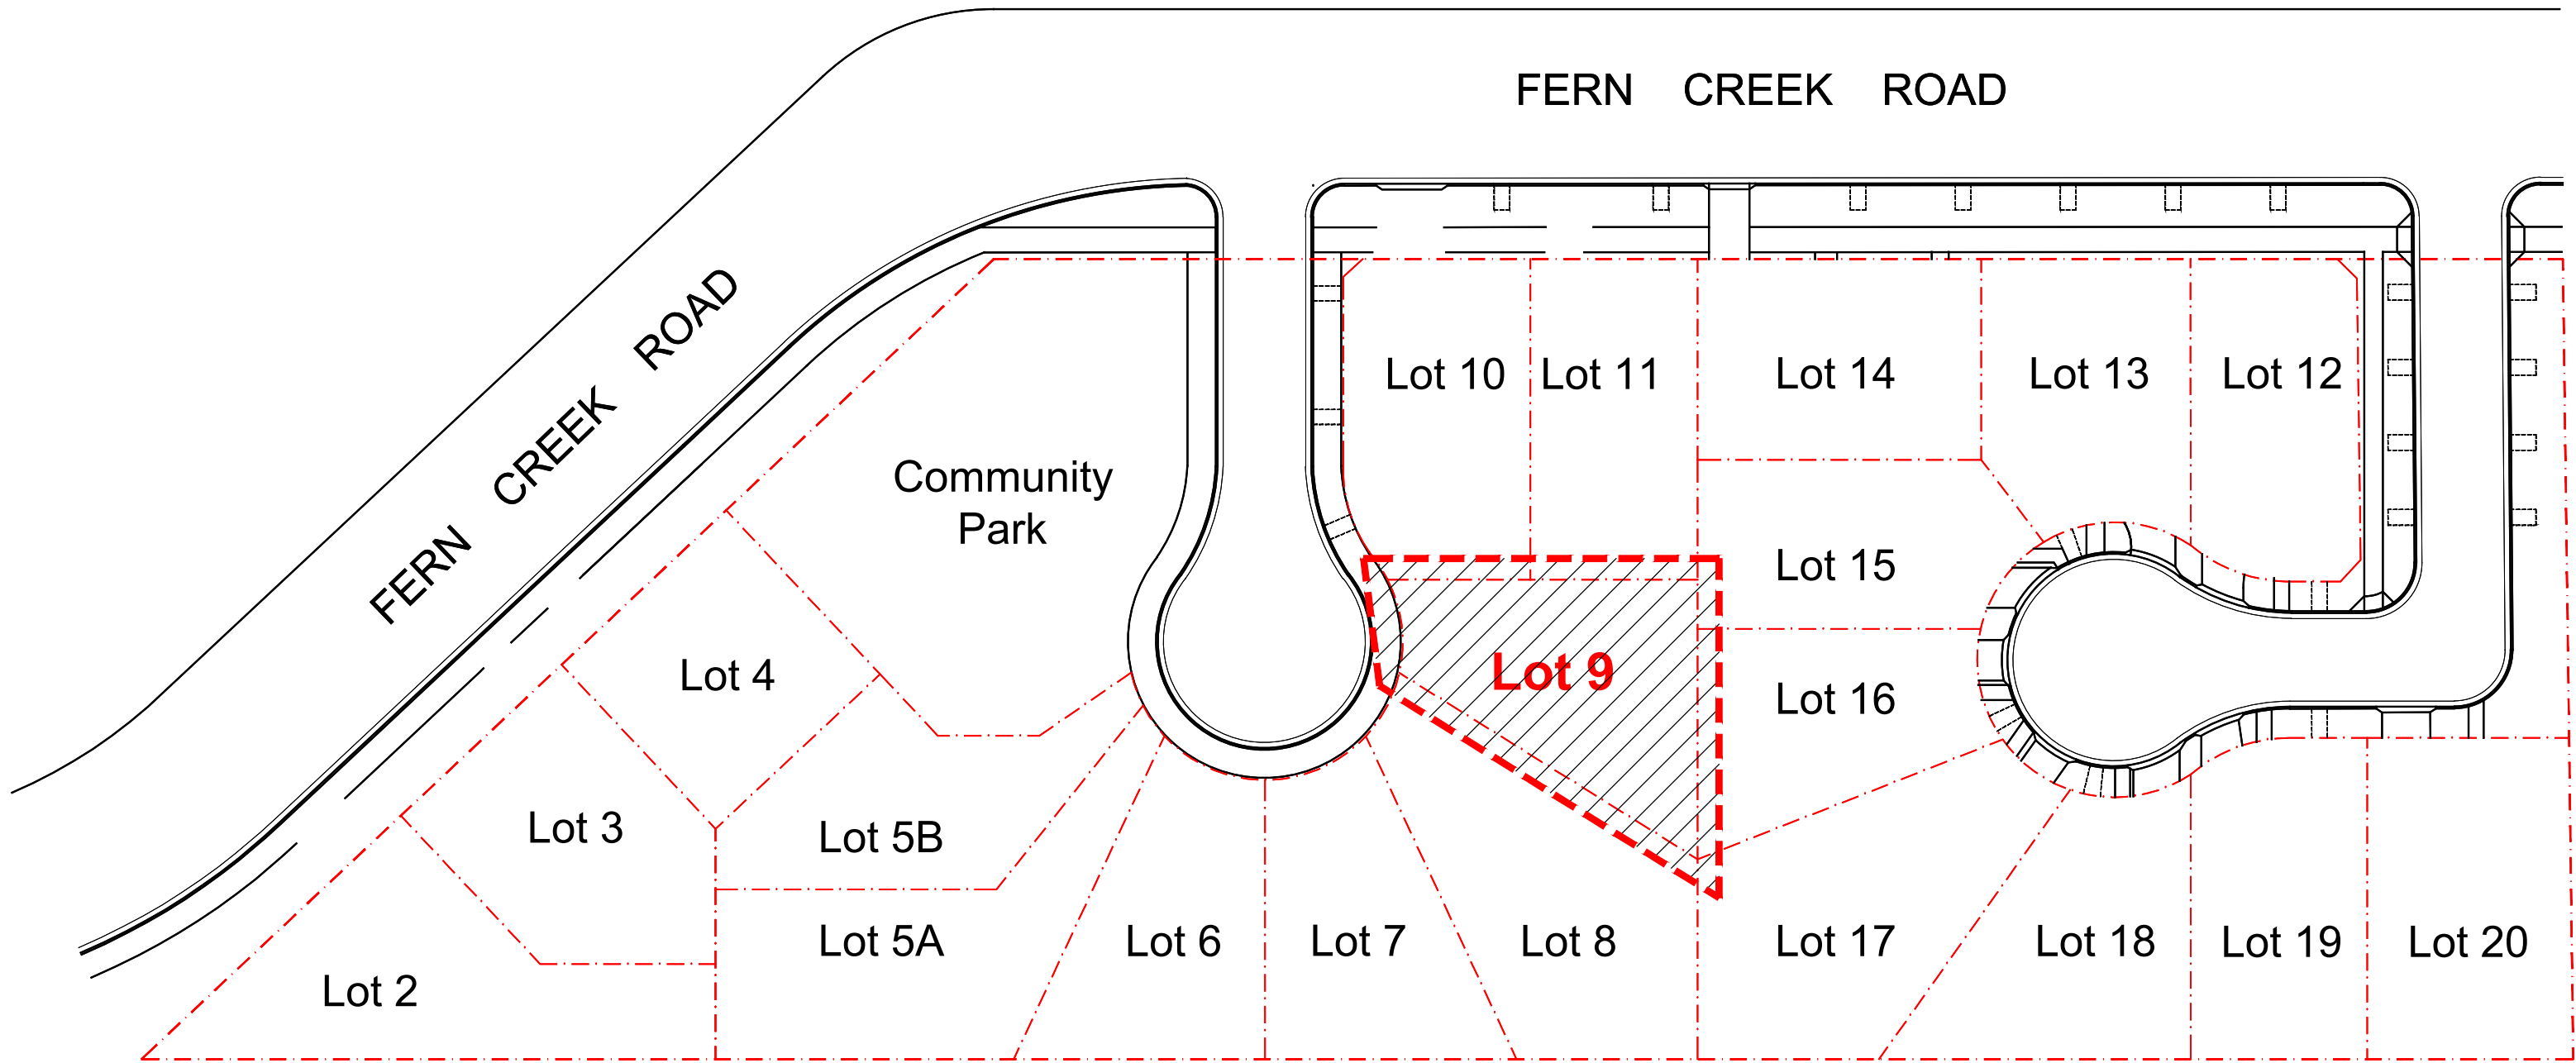 FERN CREEK ROAD
FERN CREEK ROAD
Lot 10
Lot 11
Lot 14
Lot 13
Lot 12
Community
Park
Lot 15
Lot 4
Lot 9
Lot 16
Lot 3
Lot 5B
Lot 5A
Lot 6
Lot 7
Lot 8
Lot 17
Lot 18
Lot 19
Lot 20
Lot 2